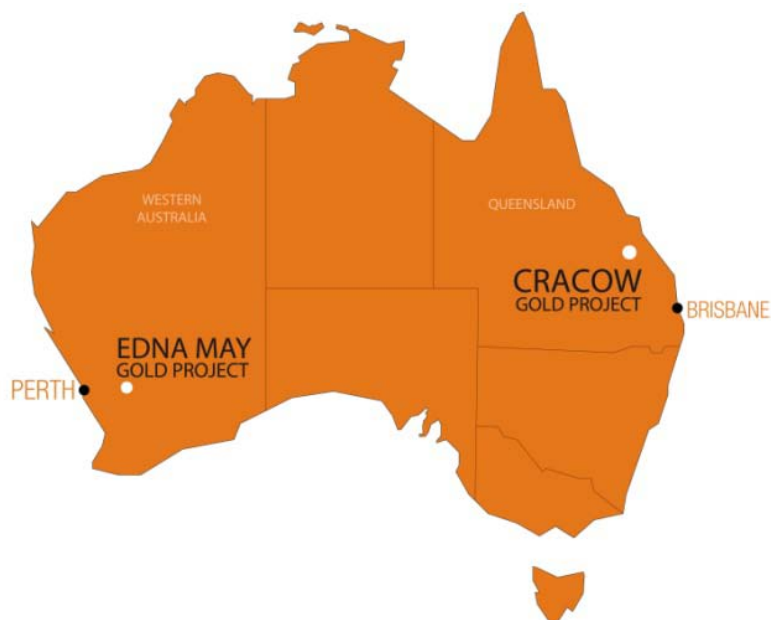 WESTERN
AUSTRALIA
QUEENSLAND
CRACOW
GOLD PROJECT
BRISBANE
EDNA MAY
GOLD PROJECT
PERTH